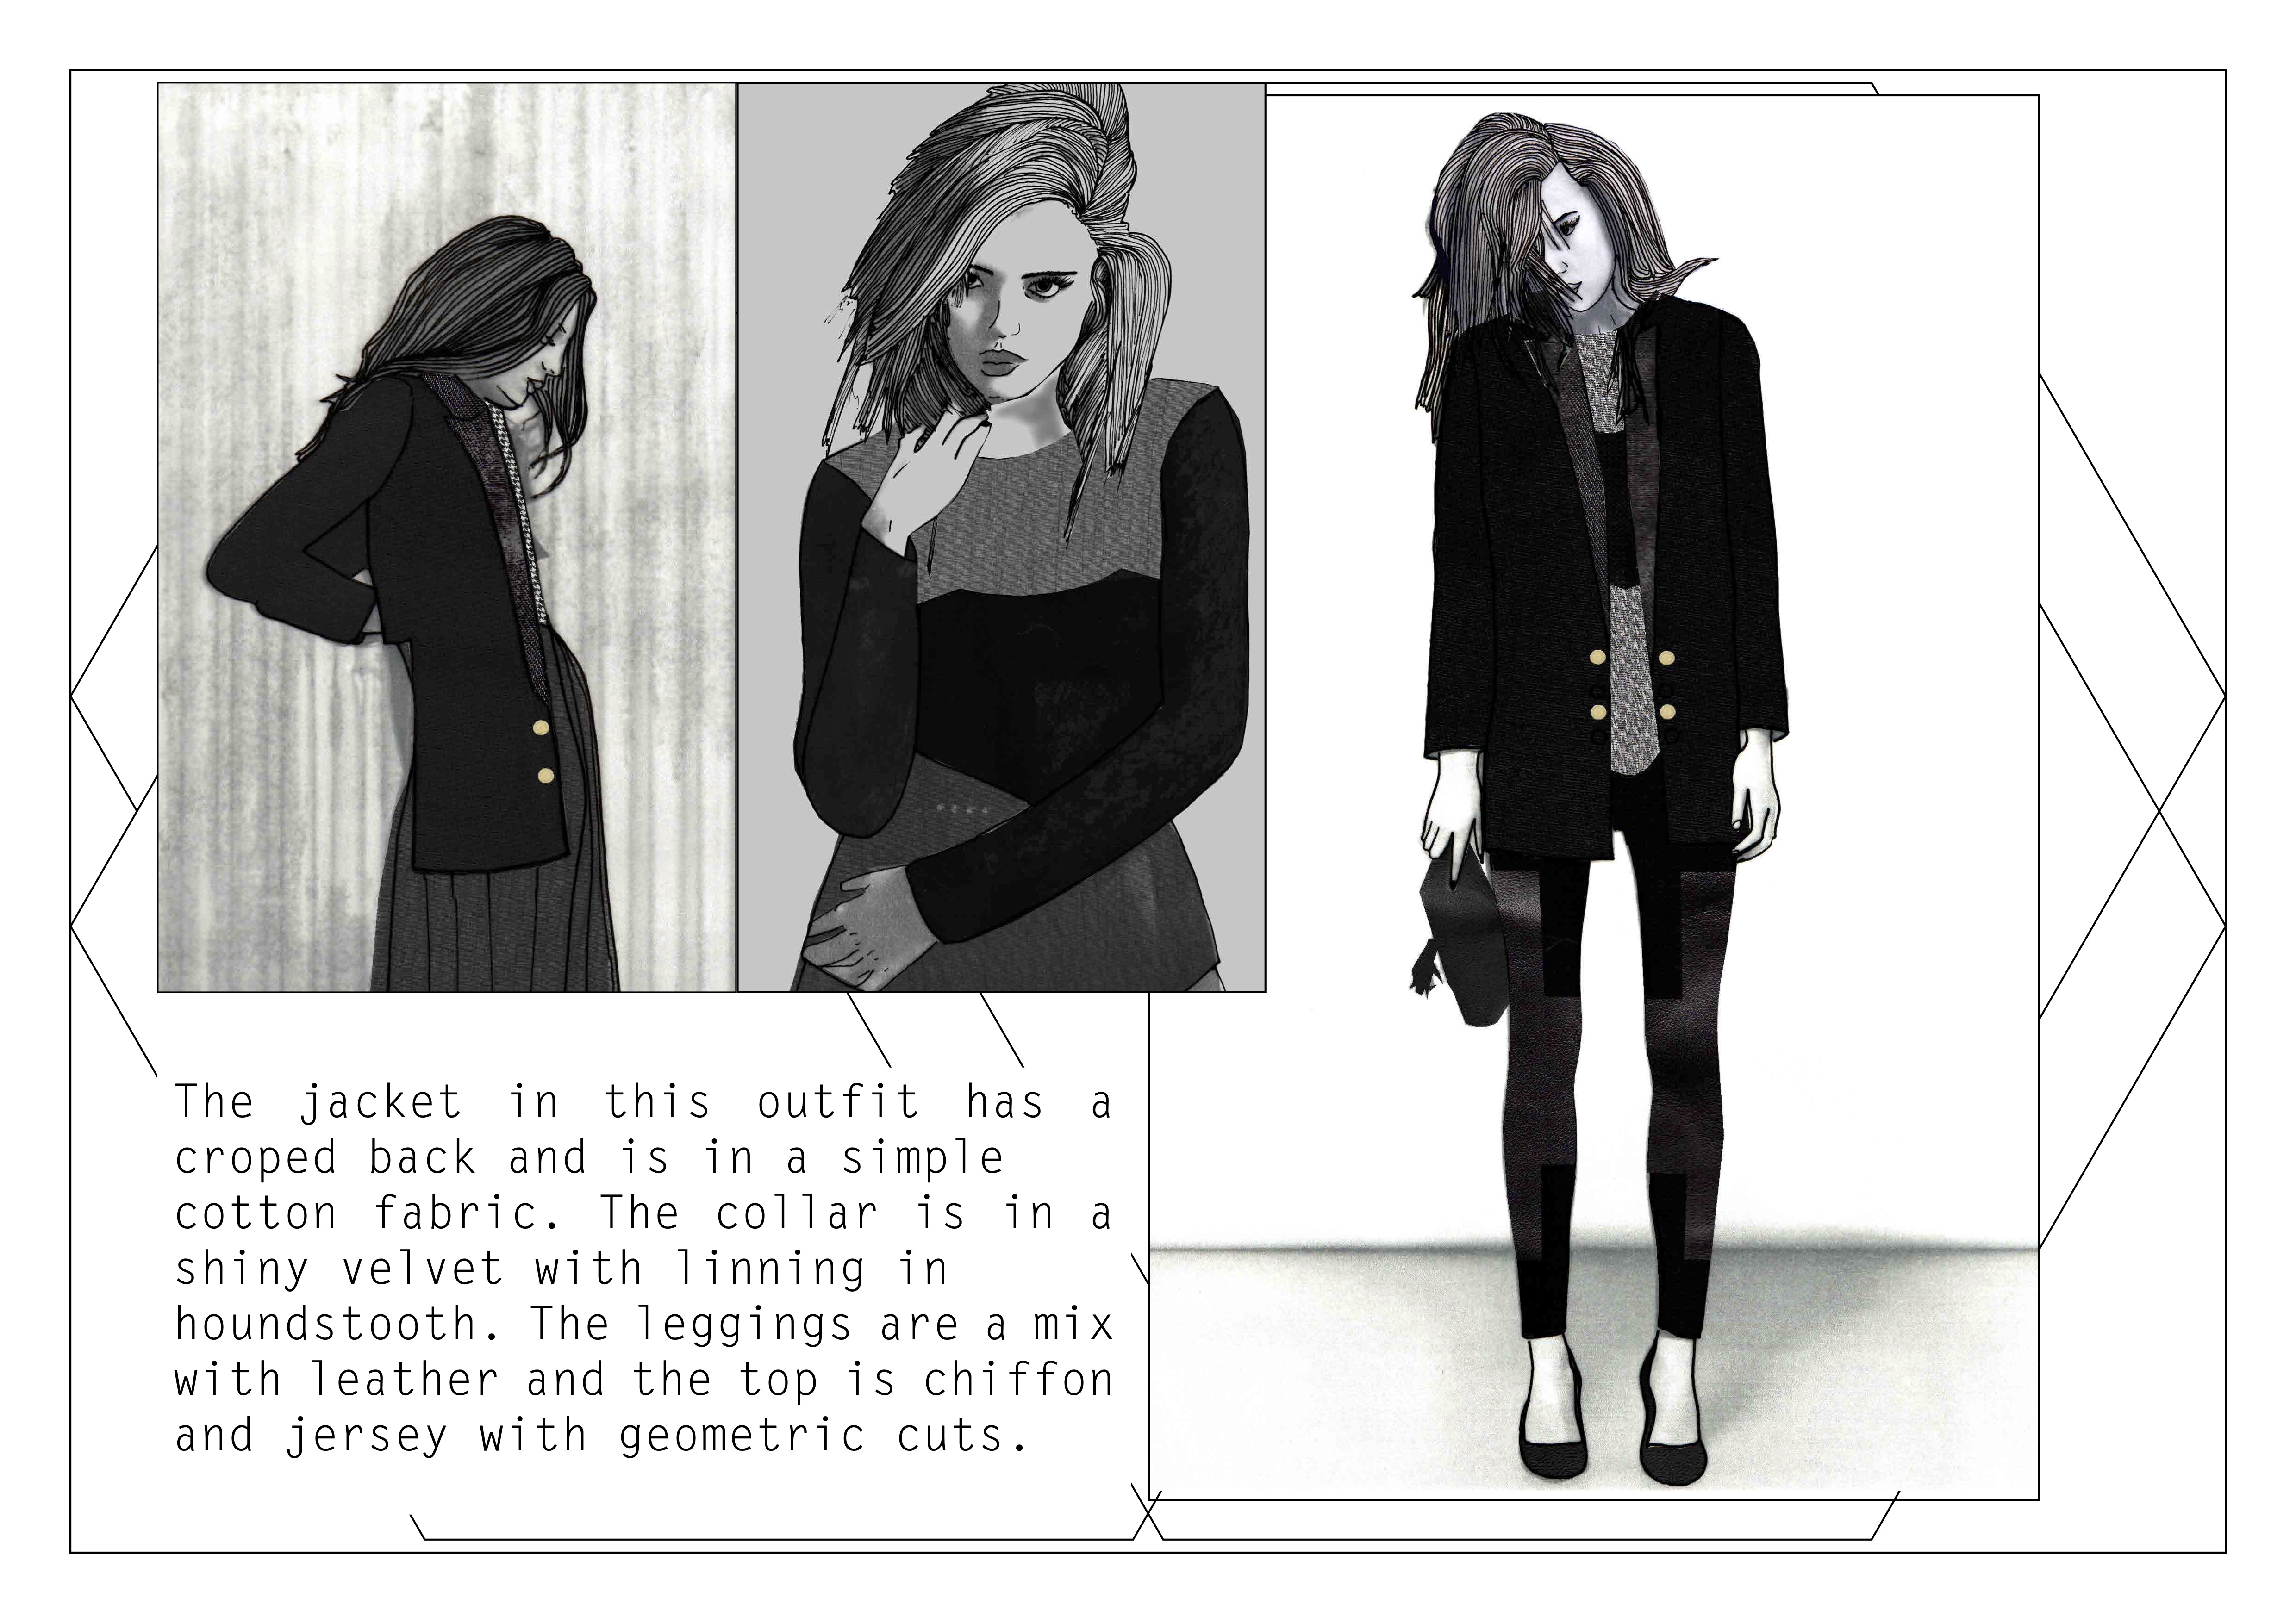 The jacket in this outfit has a
croped back and is in a simple
cotton fabric. The collar is in a
shiny velvet with linning in
houndstooth. The leggings are a mix
with leather and the top is chiffon
and jersey with geometric cuts.